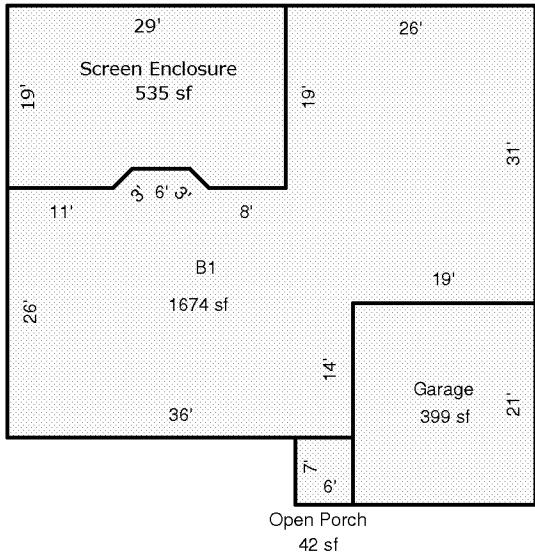 29'
26'
Screen Enclosure
535 sf
19'
19'
31'
3'
6'
3'
11'
8'
B1
1674 sf
19'
26'
14'
Garage
399 sf
21'
36'
7'
6'
Open Porch
42 sf